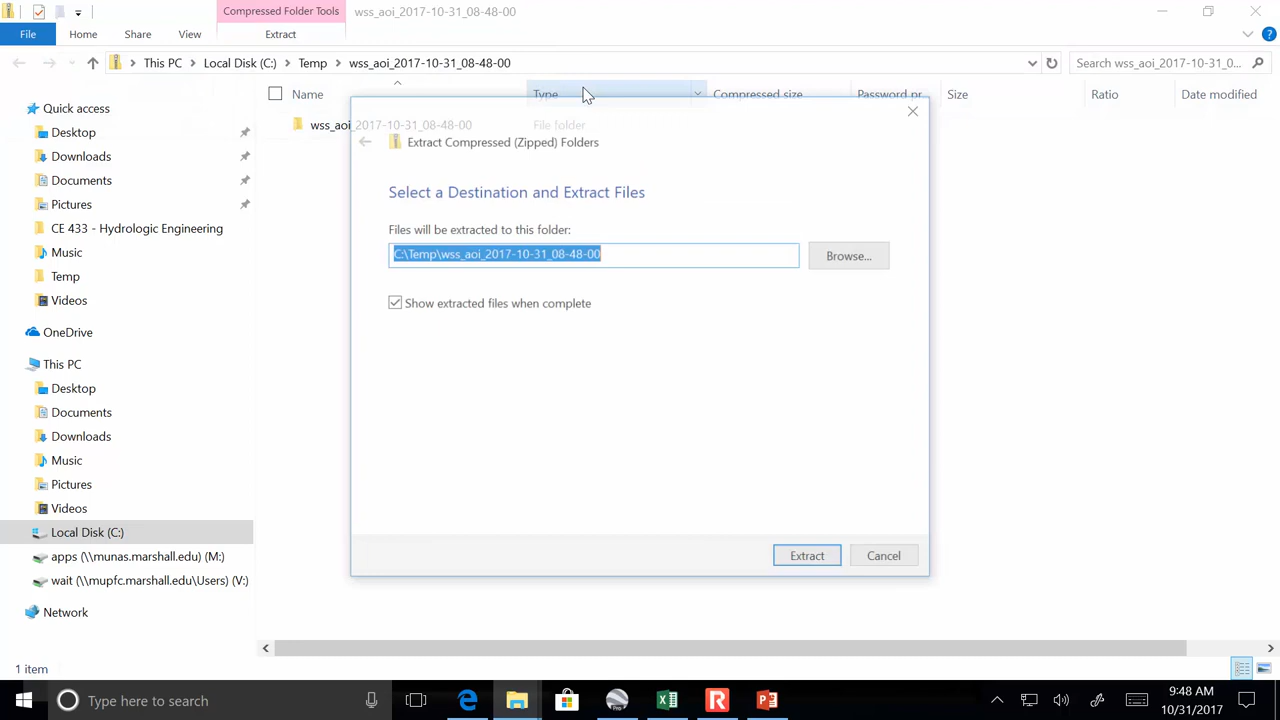 Compressed Folder Tools
wss_aoi_2017-10-31_08-48-00
File
Home
Share
View
Extract
This PC
Local Disk (C:)
Temp
wss_aoi_2017-10-31_08-48-00
Search wss_aoi_2017-10-31_0...
Name
Type
Compressed size
Password pr...
Size
Ratio
Date modified
wss_aoi_2017-10-31_08-48-00
File folder
Quick access
Desktop
Downloads
Documents
Pictures
CE 433 - Hydrologic Engineering
Music
Temp
Videos
OneDrive
This PC
Desktop
Documents
Downloads
Music
Pictures
Videos
Local Disk (C:)
apps (\\munas.marshall.edu) (M:)
wait (\\mupfc.marshall.edu\Users) (V:)
Network
Extract Compressed (Zipped) Folders
Select a Destination and Extract Files
Files will be extracted to this folder:
C:\Temp\wss_aoi_2017-10-31_08-48-00
Browse...
Show extracted files when complete
Extract
Cancel
1 item
Type here to search
Pro
9:48 AM
10/31/2017